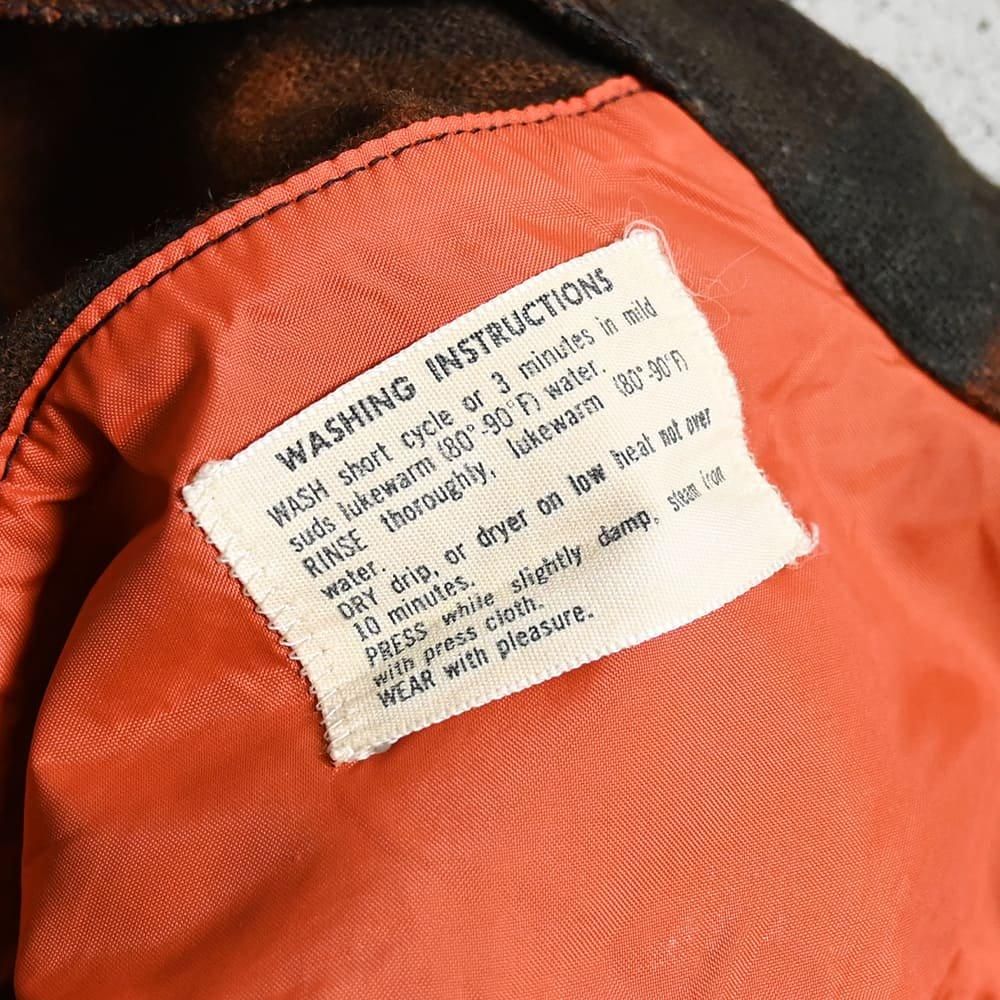 WASHING INSTRUCTIONS
WASH short cycle or 3 minutes in mild
suds lukewarm (80°-90°F) water.
RINSE thoroughly, lukewarm (80°-90°F)
water.
DRY drip, or dryer on low heat not over
10 minutes.
PRESS while slightly damp, steam iron
with press cloth.
WEAR with pleasure.